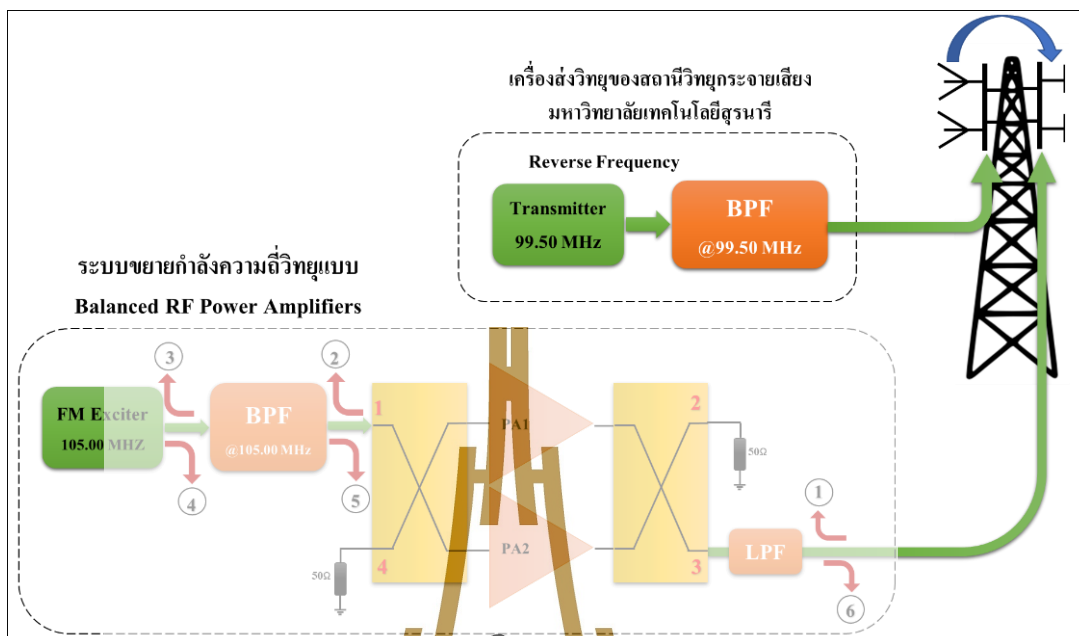 เครื่องส่งวิทยุของสถานีวิทยุกระจายเสียง
มหาวิทยาลัยเทคโนโลยีสุรนารี
Reverse Frequency
Transmitter
99.50 MHz
BPF
@99.50 MHz
ระบบขยายกำลังความถี่วิทยุแบบ
Balanced RF Power Amplifiers
3
2
FM Exciter
105.00 MHZ
BPF
@105.00 MHz
1
2
PA1
50Ω
4
5
1
50Ω
4
PA2
3
LPF
6